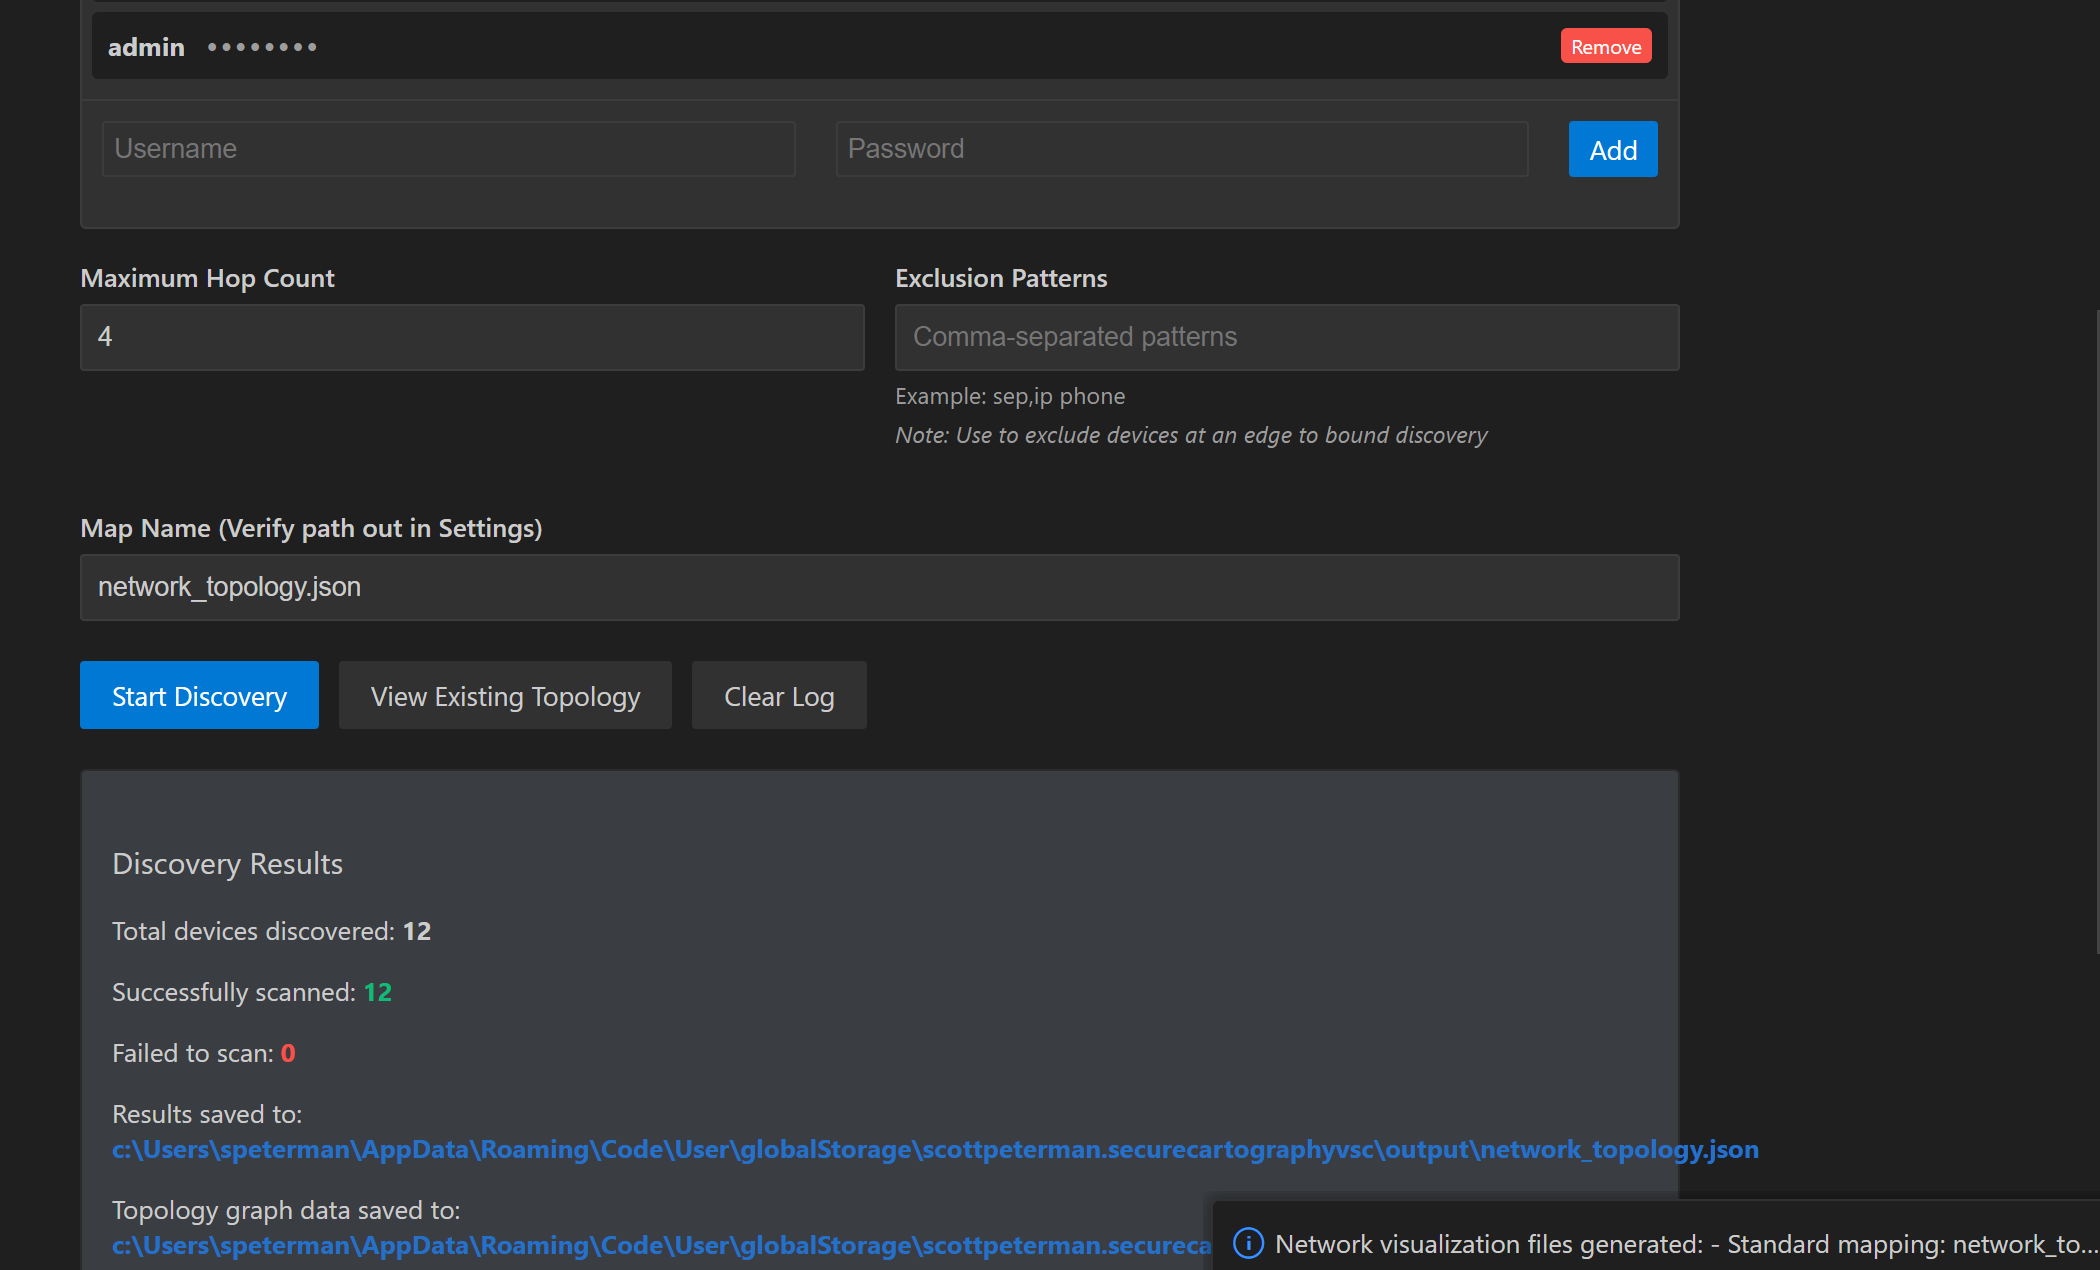 admin ••••••••
Remove
Username
Password
Add
Maximum Hop Count
Exclusion Patterns
4
Comma-separated patterns
Example: sep,ip phone
Note: Use to exclude devices at an edge to bound discovery
Map Name (Verify path out in Settings)
network_topology.json
Start Discovery
View Existing Topology
Clear Log
Discovery Results
Total devices discovered: 12
Successfully scanned: 12
Failed to scan: 0
Results saved to:
c:\Users\speterman\AppData\Roaming\Code\User\globalStorage\scottpeterman.securecartographyvsc\output\network_topology.json
Topology graph data saved to:
c:\Users\speterman\AppData\Roaming\Code\User\globalStorage\scottpeterman.secureca
Network visualization files generated: - Standard mapping: network_to...